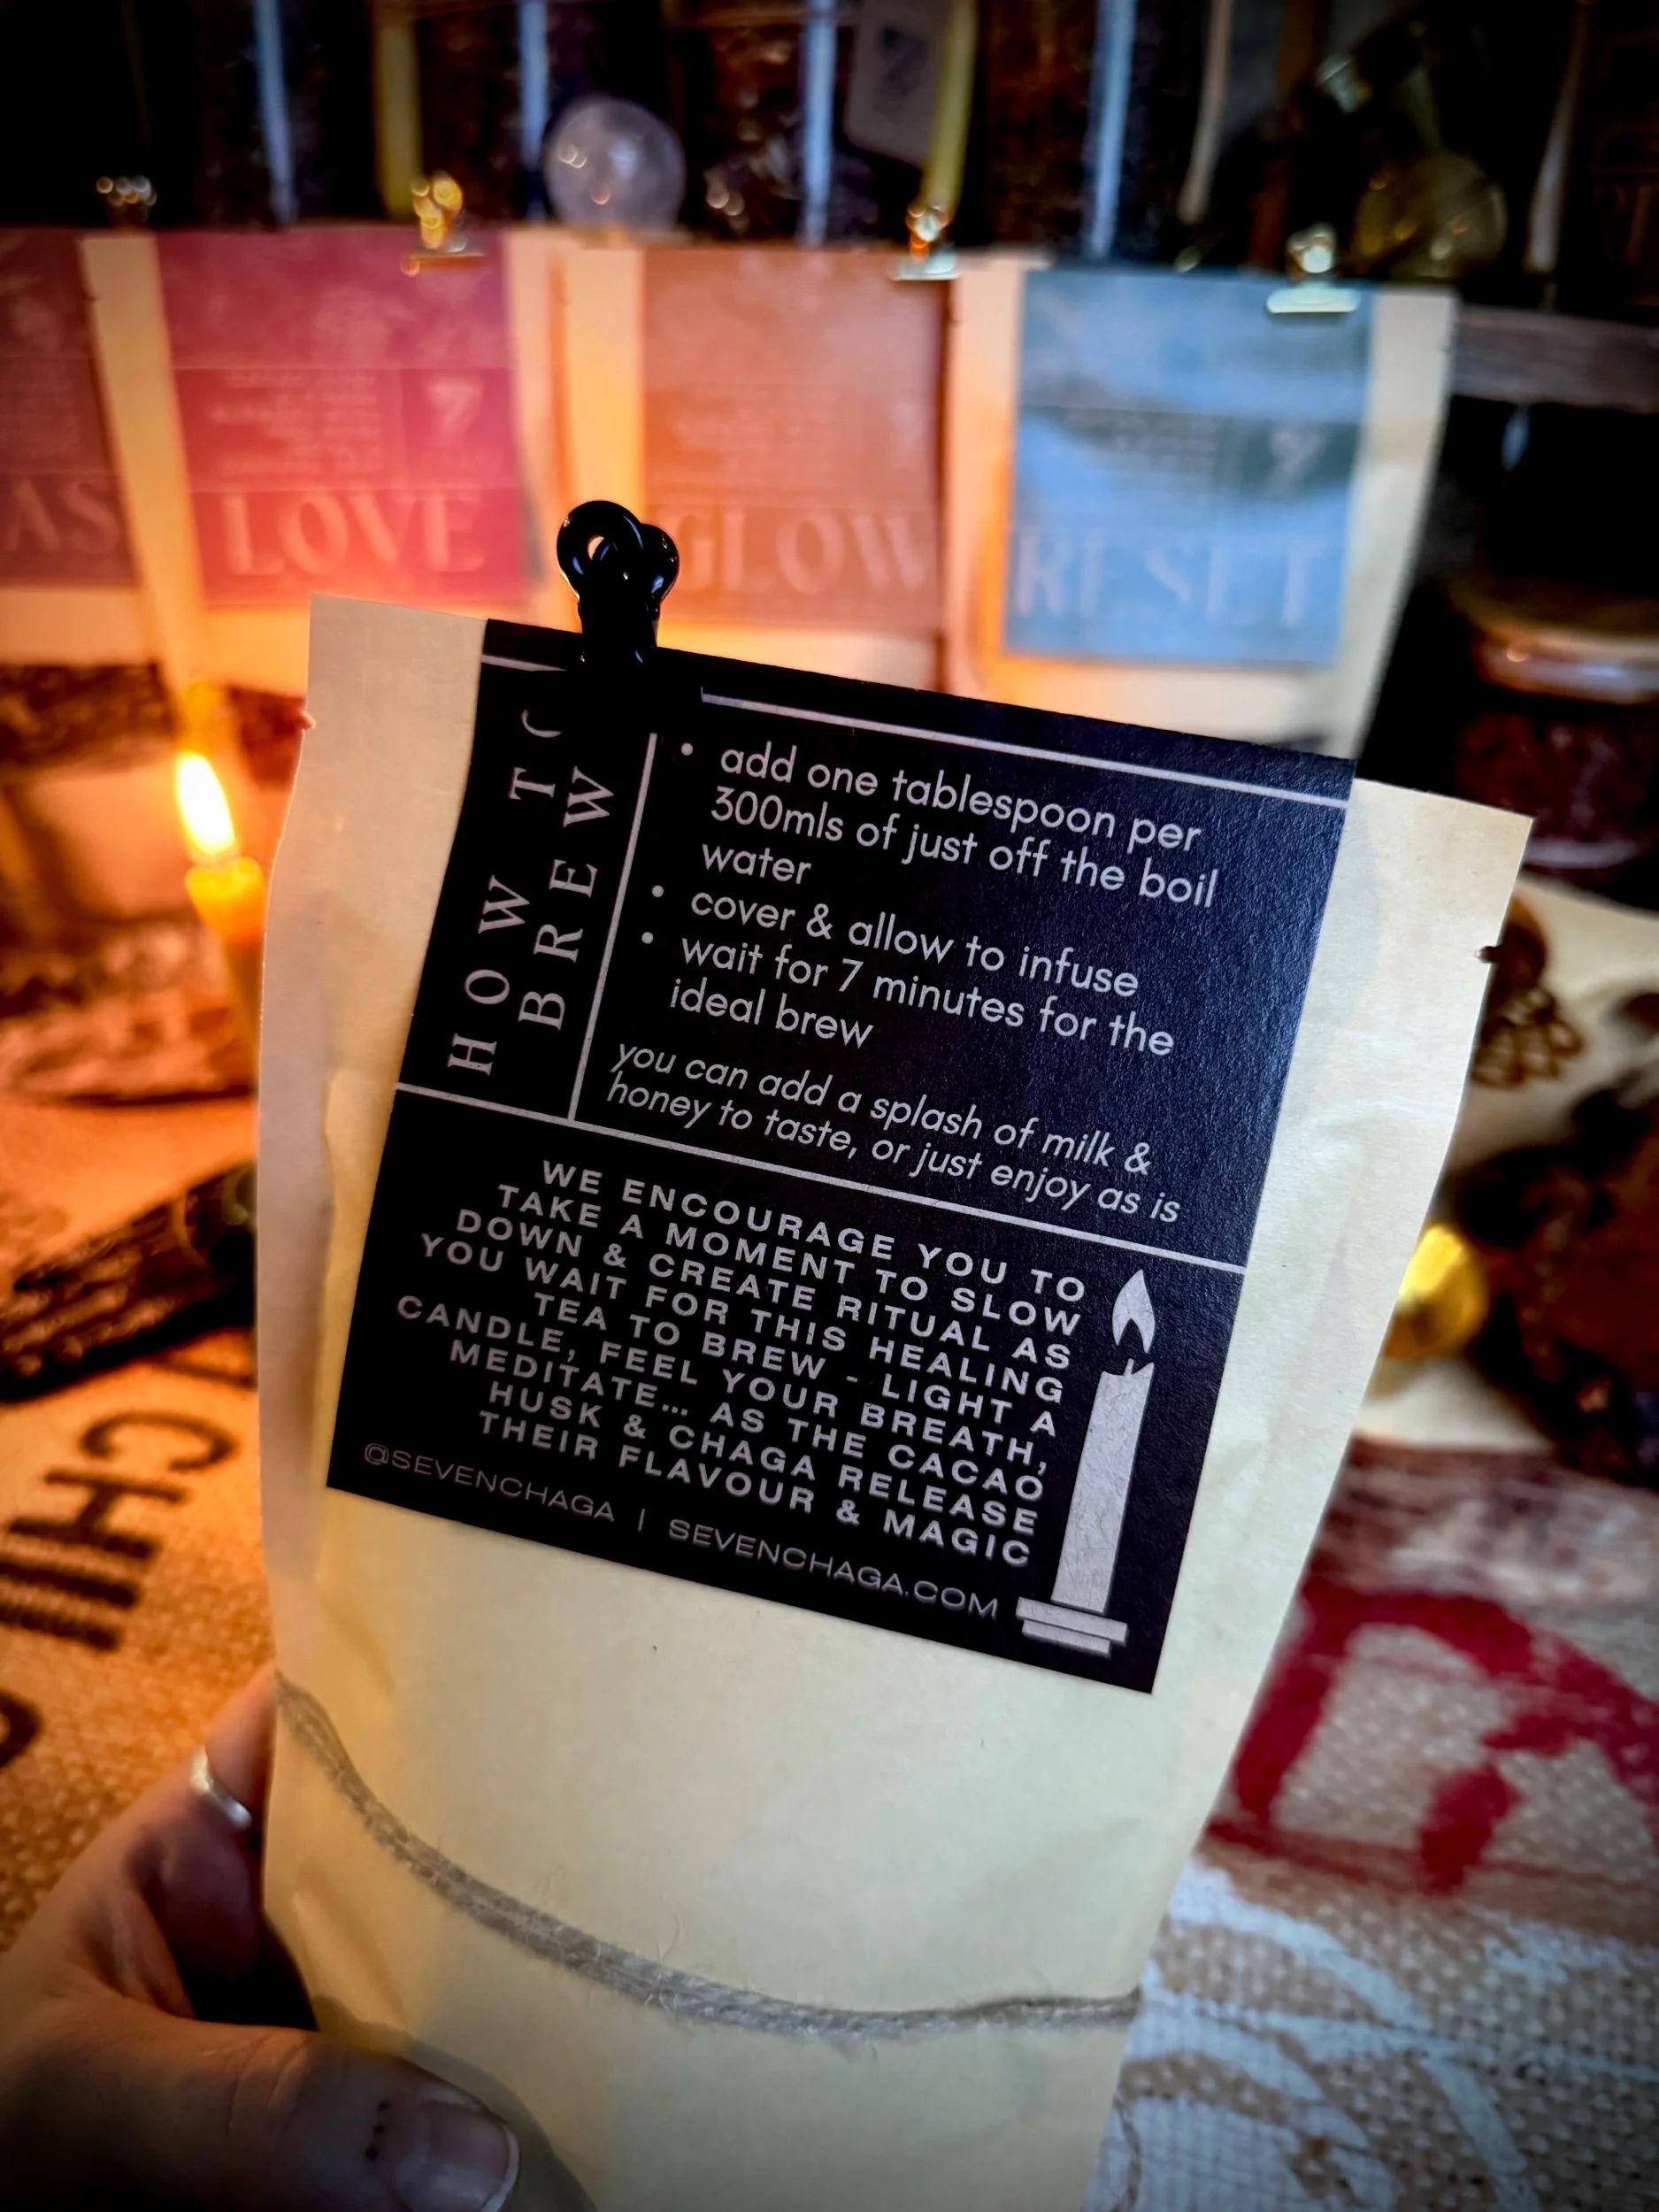 AS
LOVE
GLOW
RESET
HOW TO
BREW
• add one tablespoon per
300mls of just off the boil
water
• cover & allow to infuse
• wait for 7 minutes for the
ideal brew
you can add a splash of milk &
honey to taste, or just enjoy as is
WE ENCOURAGE YOU TO
TAKE A MOMENT TO SLOW
DOWN & CREATE RITUAL AS
YOU WAIT FOR THIS HEALING
TEA TO BREW - LIGHT A
CANDLE, FEEL YOUR BREATH,
MEDITATE... AS THE CACAO
HUSK & CHAGA RELEASE
THEIR FLAVOUR & MAGIC
@SEVENCHAGA | SEVENCHAGA.COM